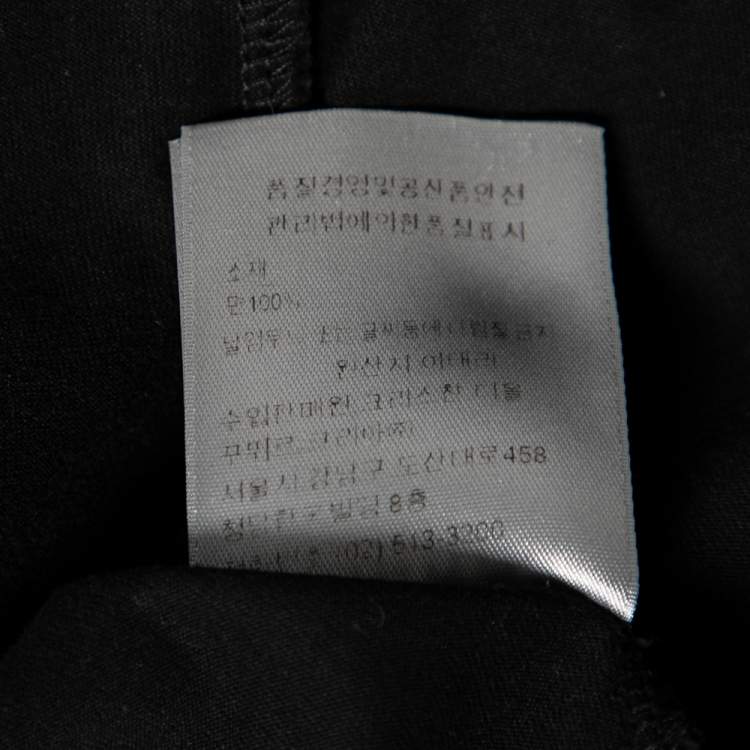 품질경영및공산품안전
관리법에의한품질표시
소재
면100%
원산지 이태리
수입판매원 크리스챤 디올
꾸뛰르코리아㈜
서울시 강남구 도산대로458
빌딩 8층
(02) 513-3200